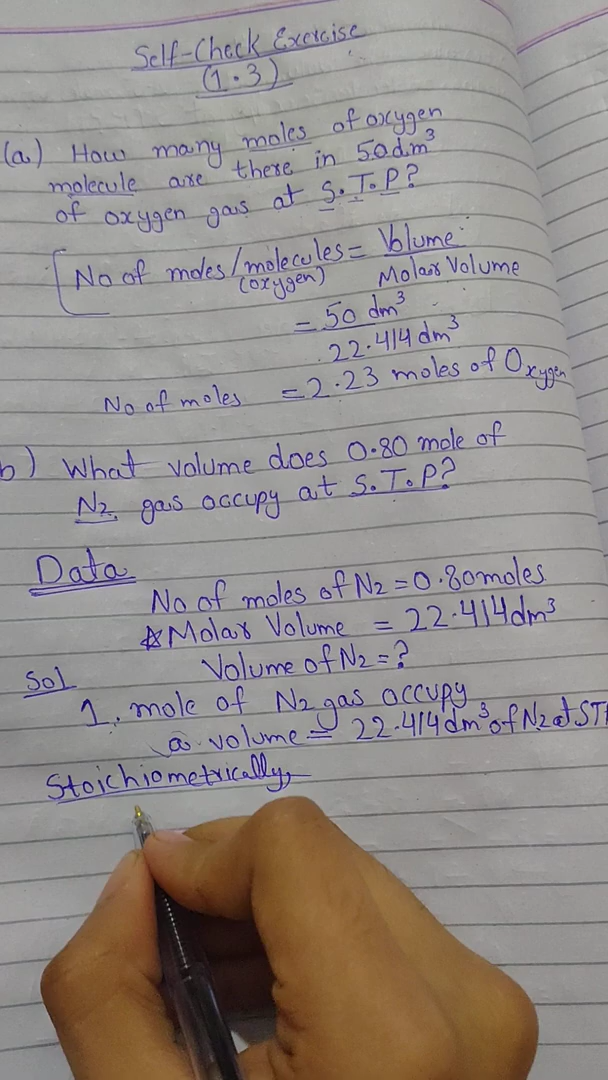 Self-Check Exercise
(1.3)
(a) How many moles of oxygen
molecule are there in 50dm³
of oxygen gas at S.T.P?
No of moles/molecules = Volume
(oxygen) Molar Volume
= 50 dm³
22.414 dm³
No of moles = 2.23 moles of Oxygen
b) What volume does 0.80 mole of
N₂ gas occupy at S.T.P?
Data
No of moles of N₂ = 0.80 moles
Molar Volume = 22.414 dm³
Volume of N₂ = ?
Sol
1. mole of N₂ gas occupy
a volume = 22.414 dm³ of N₂ at ST
Stoichiometrically,